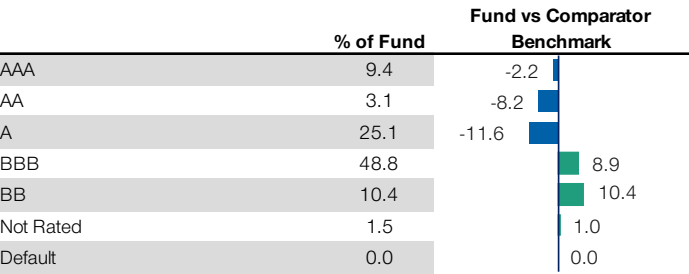 Fund vs Comparator
% of Fund Benchmark
AAA 9.4 -2.2
AA 3.1 -8.2
A 25.1 -11.6
BBB 48.8 8.9
BB 10.4 10.4
Not Rated 1.5 1.0
Default 0.0 0.0